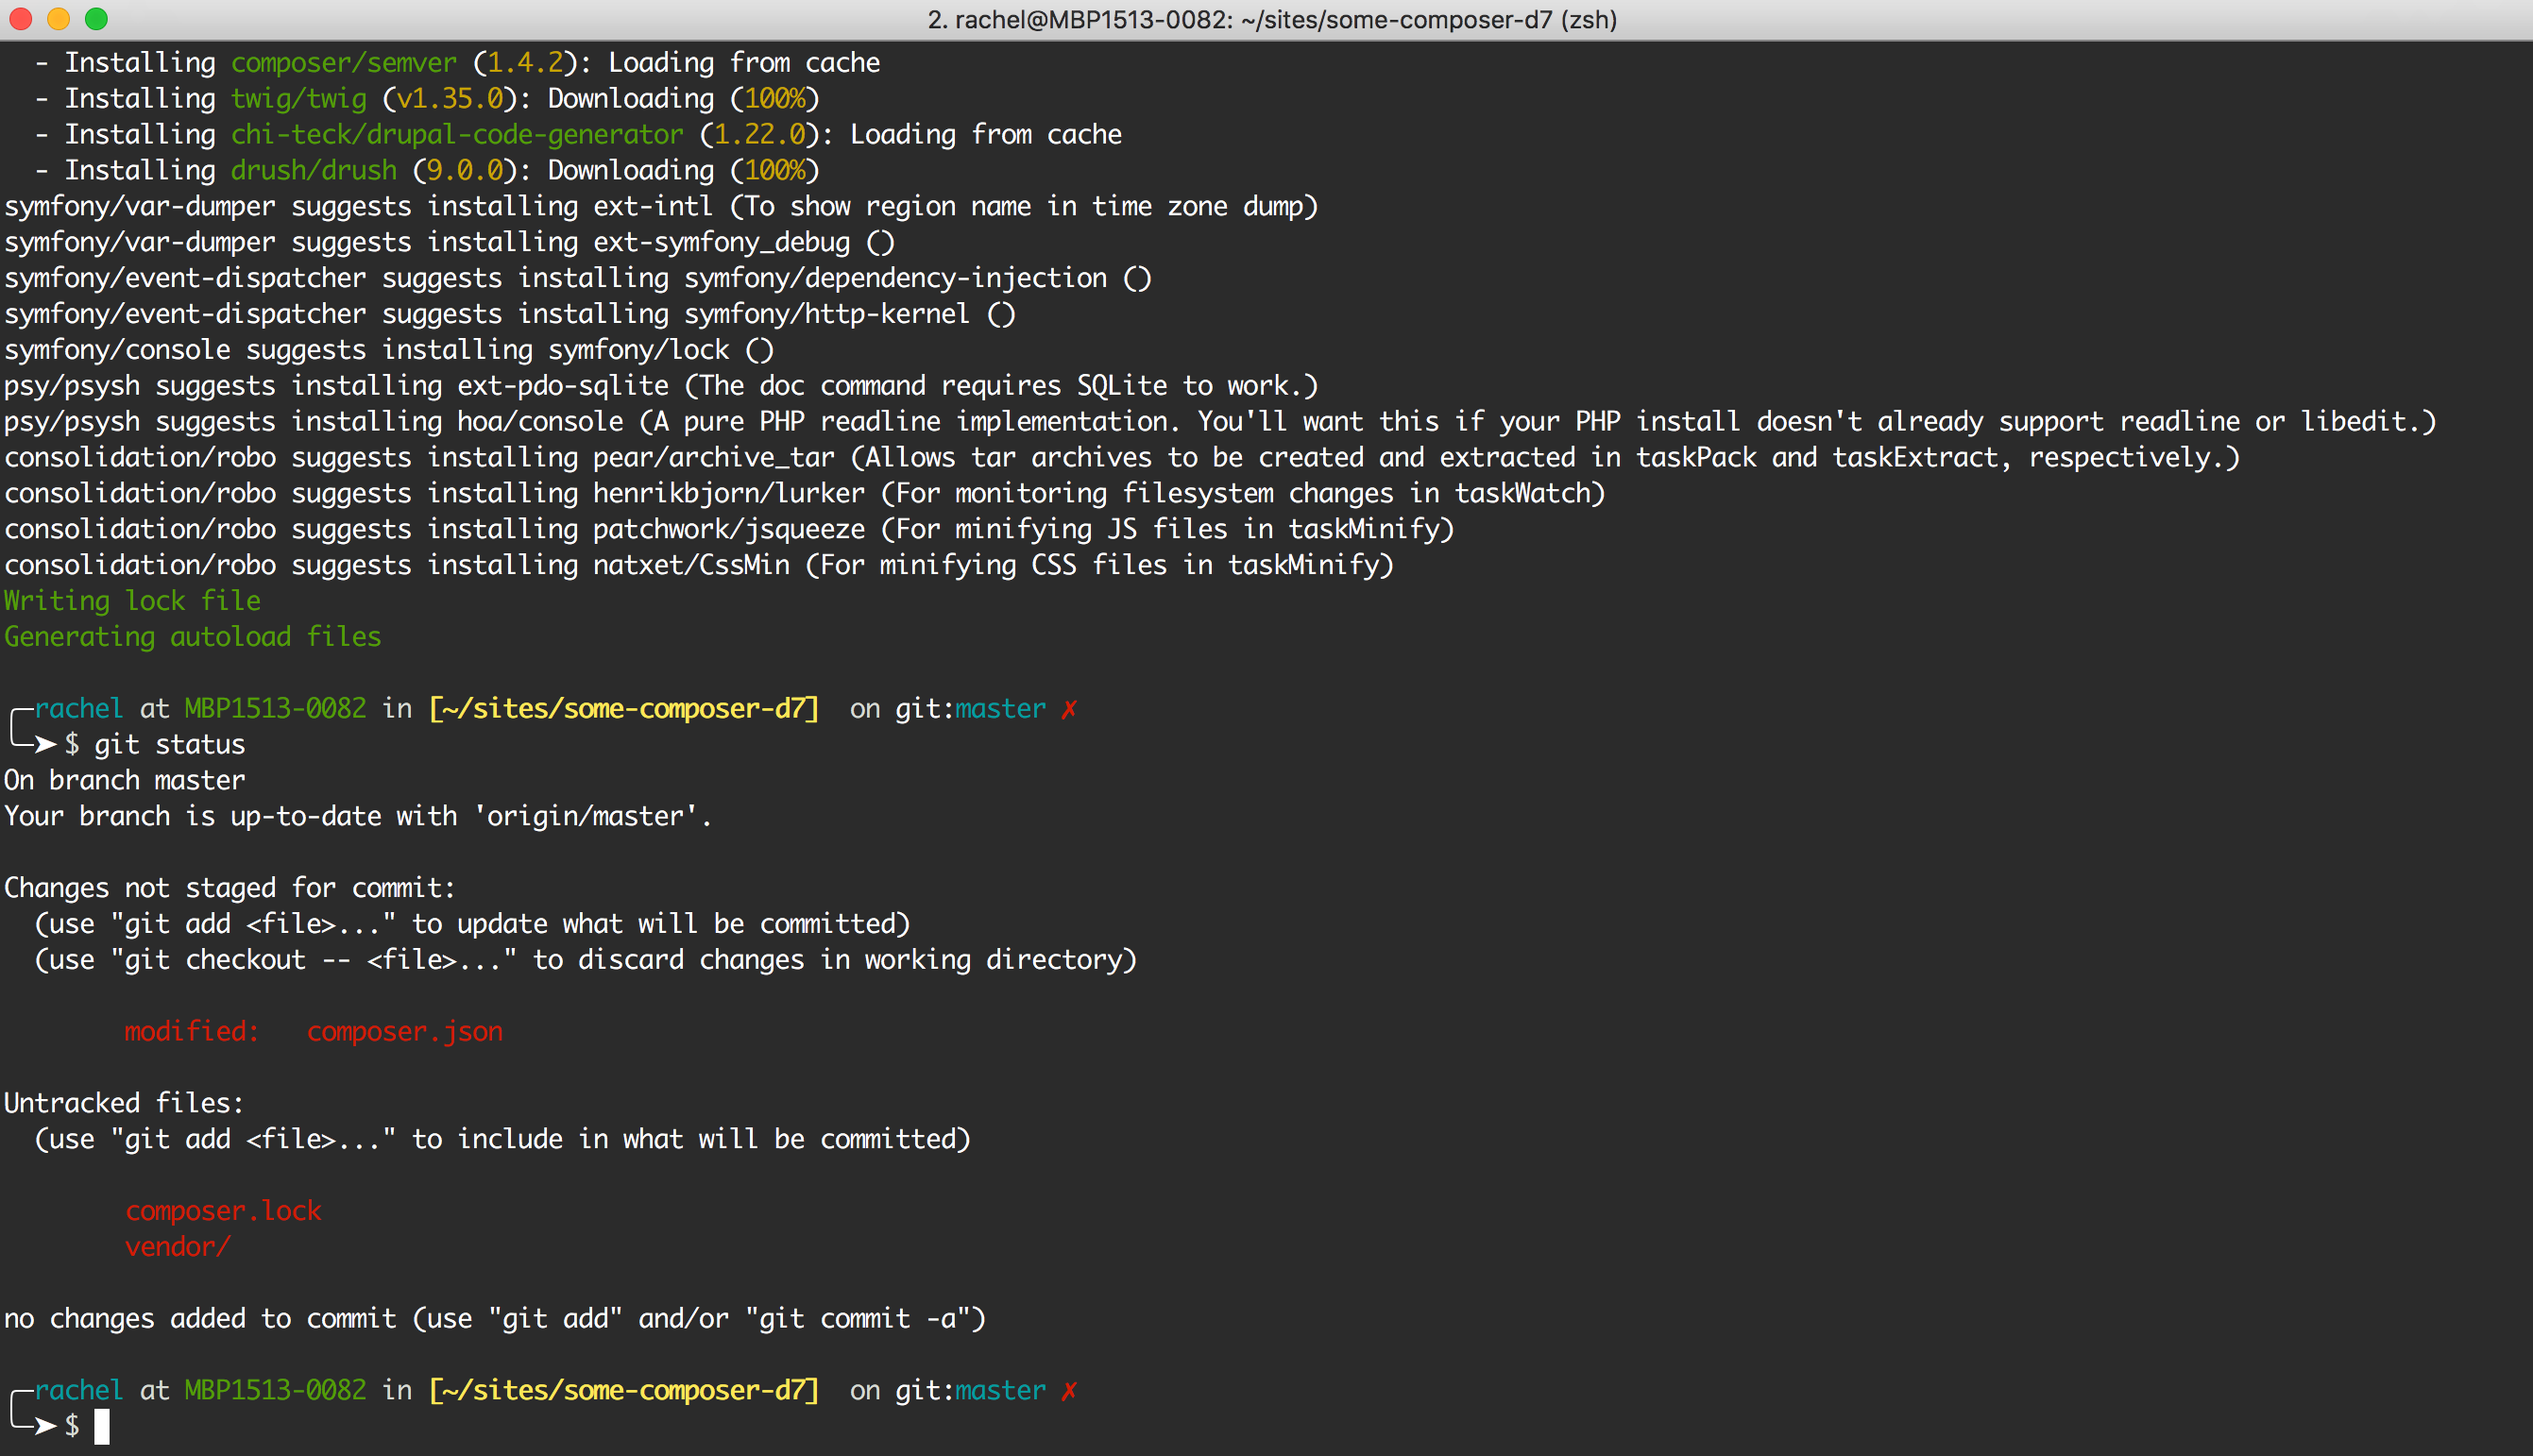 2. rachel@MBP1513-0082: ~/sites/some-composer-d7 (zsh)
- Installing composer/semver (1.4.2): Loading from cache
- Installing twig/twig (v1.35.0): Downloading (100%)
- Installing chi-teck/drupal-code-generator (1.22.0): Loading from cache
- Installing drush/drush (9.0.0): Downloading (100%)
symfony/var-dumper suggests installing ext-intl (To show region name in time zone dump)
symfony/var-dumper suggests installing ext-symfony_debug ()
symfony/event-dispatcher suggests installing symfony/dependency-injection ()
symfony/event-dispatcher suggests installing symfony/http-kernel ()
symfony/console suggests installing symfony/lock ()
psy/psysh suggests installing ext-pdo-sqlite (The doc command requires SQLite to work.)
psy/psysh suggests installing hoa/console (A pure PHP readline implementation. You'll want this if your PHP install doesn't already support readline or libedit.)
consolidation/robo suggests installing pear/archive_tar (Allows tar archives to be created and extracted in taskPack and taskExtract, respectively.)
consolidation/robo suggests installing henrikbjorn/lurker (For monitoring filesystem changes in taskWatch)
consolidation/robo suggests installing patchwork/jsqueeze (For minifying JS files in taskMinify)
consolidation/robo suggests installing natxet/CssMin (For minifying CSS files in taskMinify)
Writing lock file
Generating autoload files
╭─rachel at MBP1513-0082 in [~/sites/some-composer-d7]  on git:master ✗
╰─➤ $ git status
On branch master
Your branch is up-to-date with 'origin/master'.
Changes not staged for commit:
(use "git add <file>..." to update what will be committed)
(use "git checkout -- <file>..." to discard changes in working directory)
modified:   composer.json
Untracked files:
(use "git add <file>..." to include in what will be committed)
composer.lock
vendor/
no changes added to commit (use "git add" and/or "git commit -a")
╭─rachel at MBP1513-0082 in [~/sites/some-composer-d7]  on git:master ✗
╰─➤ $